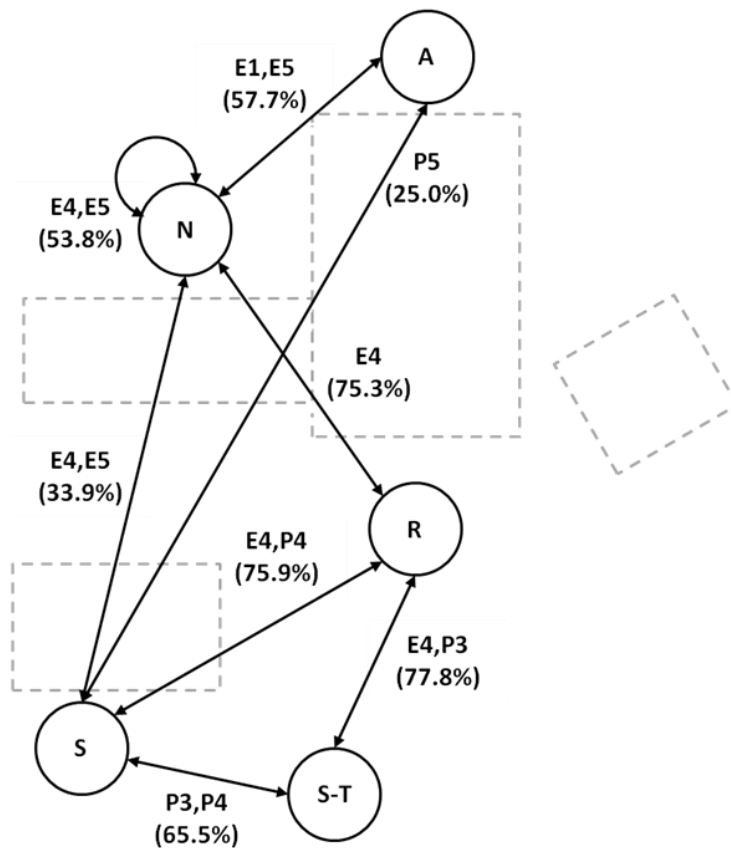 A
E1,E5
(57.7%)
P5
(25.0%)
E4,E5
(53.8%)
N
E4
(75.3%)
E4,E5
(33.9%)
R
E4,P4
(75.9%)
E4,P3
(77.8%)
S
S-T
P3,P4
(65.5%)